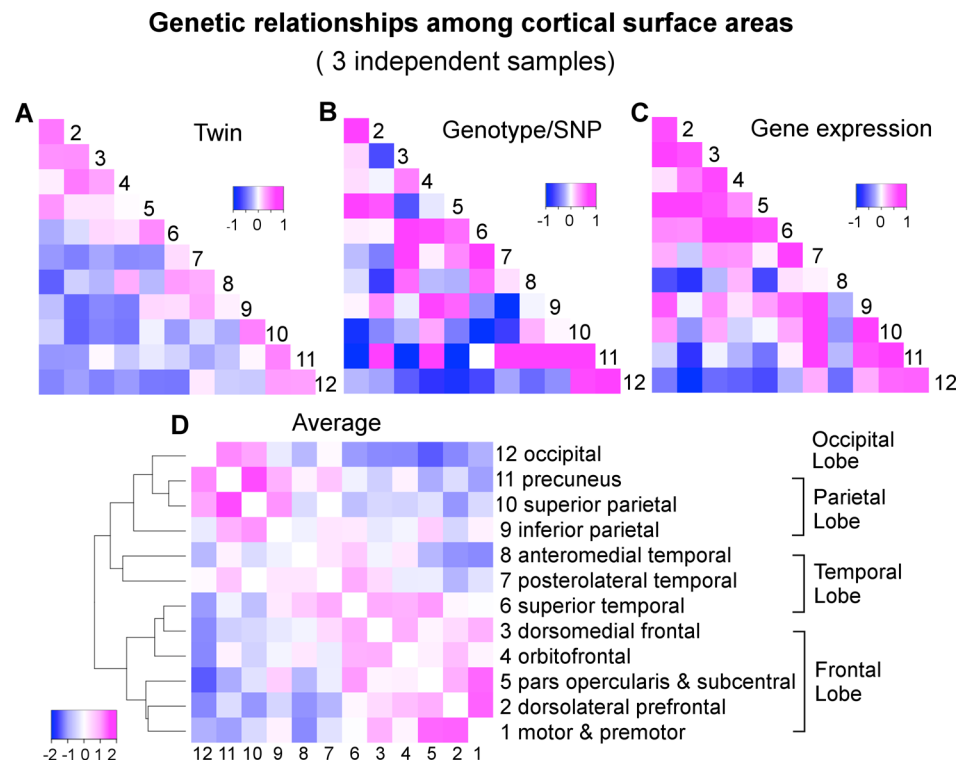 Genetic relationships among cortical surface areas
( 3 independent samples)
A
Twin
2
3
4
5
6
7
8
9
10
11
12
-1 0 1
B
Genotype/SNP
2
3
4
5
6
7
8
9
10
11
12
-1 0 1
C
Gene expression
2
3
4
5
6
7
8
9
10
11
12
-1 0 1
D
Average
12 occipital
11 precuneus
10 superior parietal
9 inferior parietal
8 anteromedial temporal
7 posterolateral temporal
6 superior temporal
3 dorsomedial frontal
4 orbitofrontal
5 pars opercularis & subcentral
2 dorsolateral prefrontal
1 motor & premotor
Occipital
Lobe
Parietal
Lobe
Temporal
Lobe
Frontal
Lobe
-2 -1 0 1 2
12 11 10 9 8 7 6 3 4 5 2 1